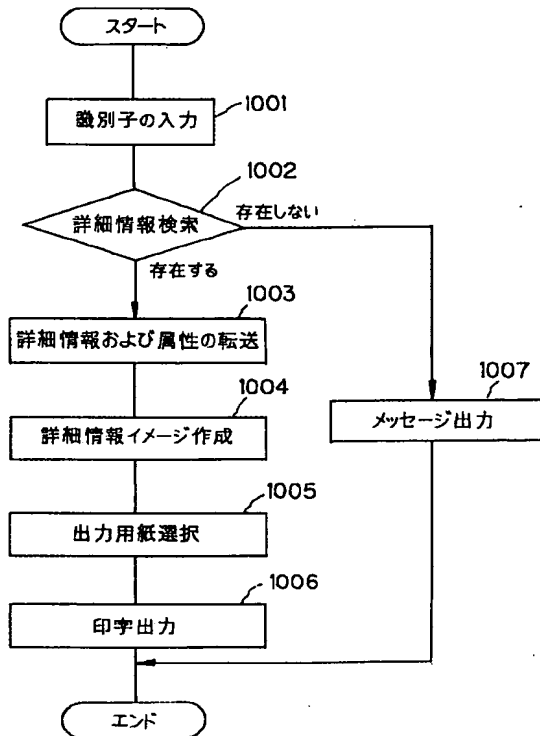 スタート
1001
識別子の入力
1002
詳細情報検索
存在しない
存在する
1003
詳細情報および属性の転送
1004
詳細情報イメージ作成
1007
メッセージ出力
1005
出力用紙選択
1006
印字出力
エンド